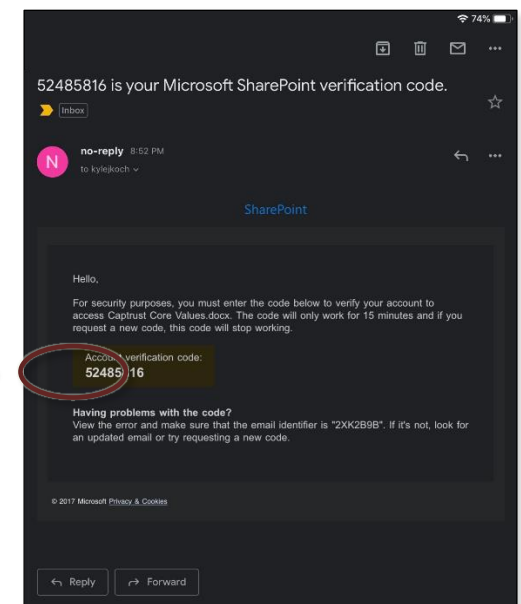 74%
52485816 is your Microsoft SharePoint verification code.
Inbox
N
no-reply 8:52 PM
to kylejkoch
SharePoint
Hello,
For security purposes, you must enter the code below to verify your account to
access Captrust Core Values.docx. The code will only work for 15 minutes and if you
request a new code, this code will stop working.
Account verification code:
52485816
Having problems with the code?
View the error and make sure that the email identifier is "2XK2B9B". If it's not, look for
an updated email or try requesting a new code.
© 2017 Microsoft Privacy & Cookies
Reply Forward